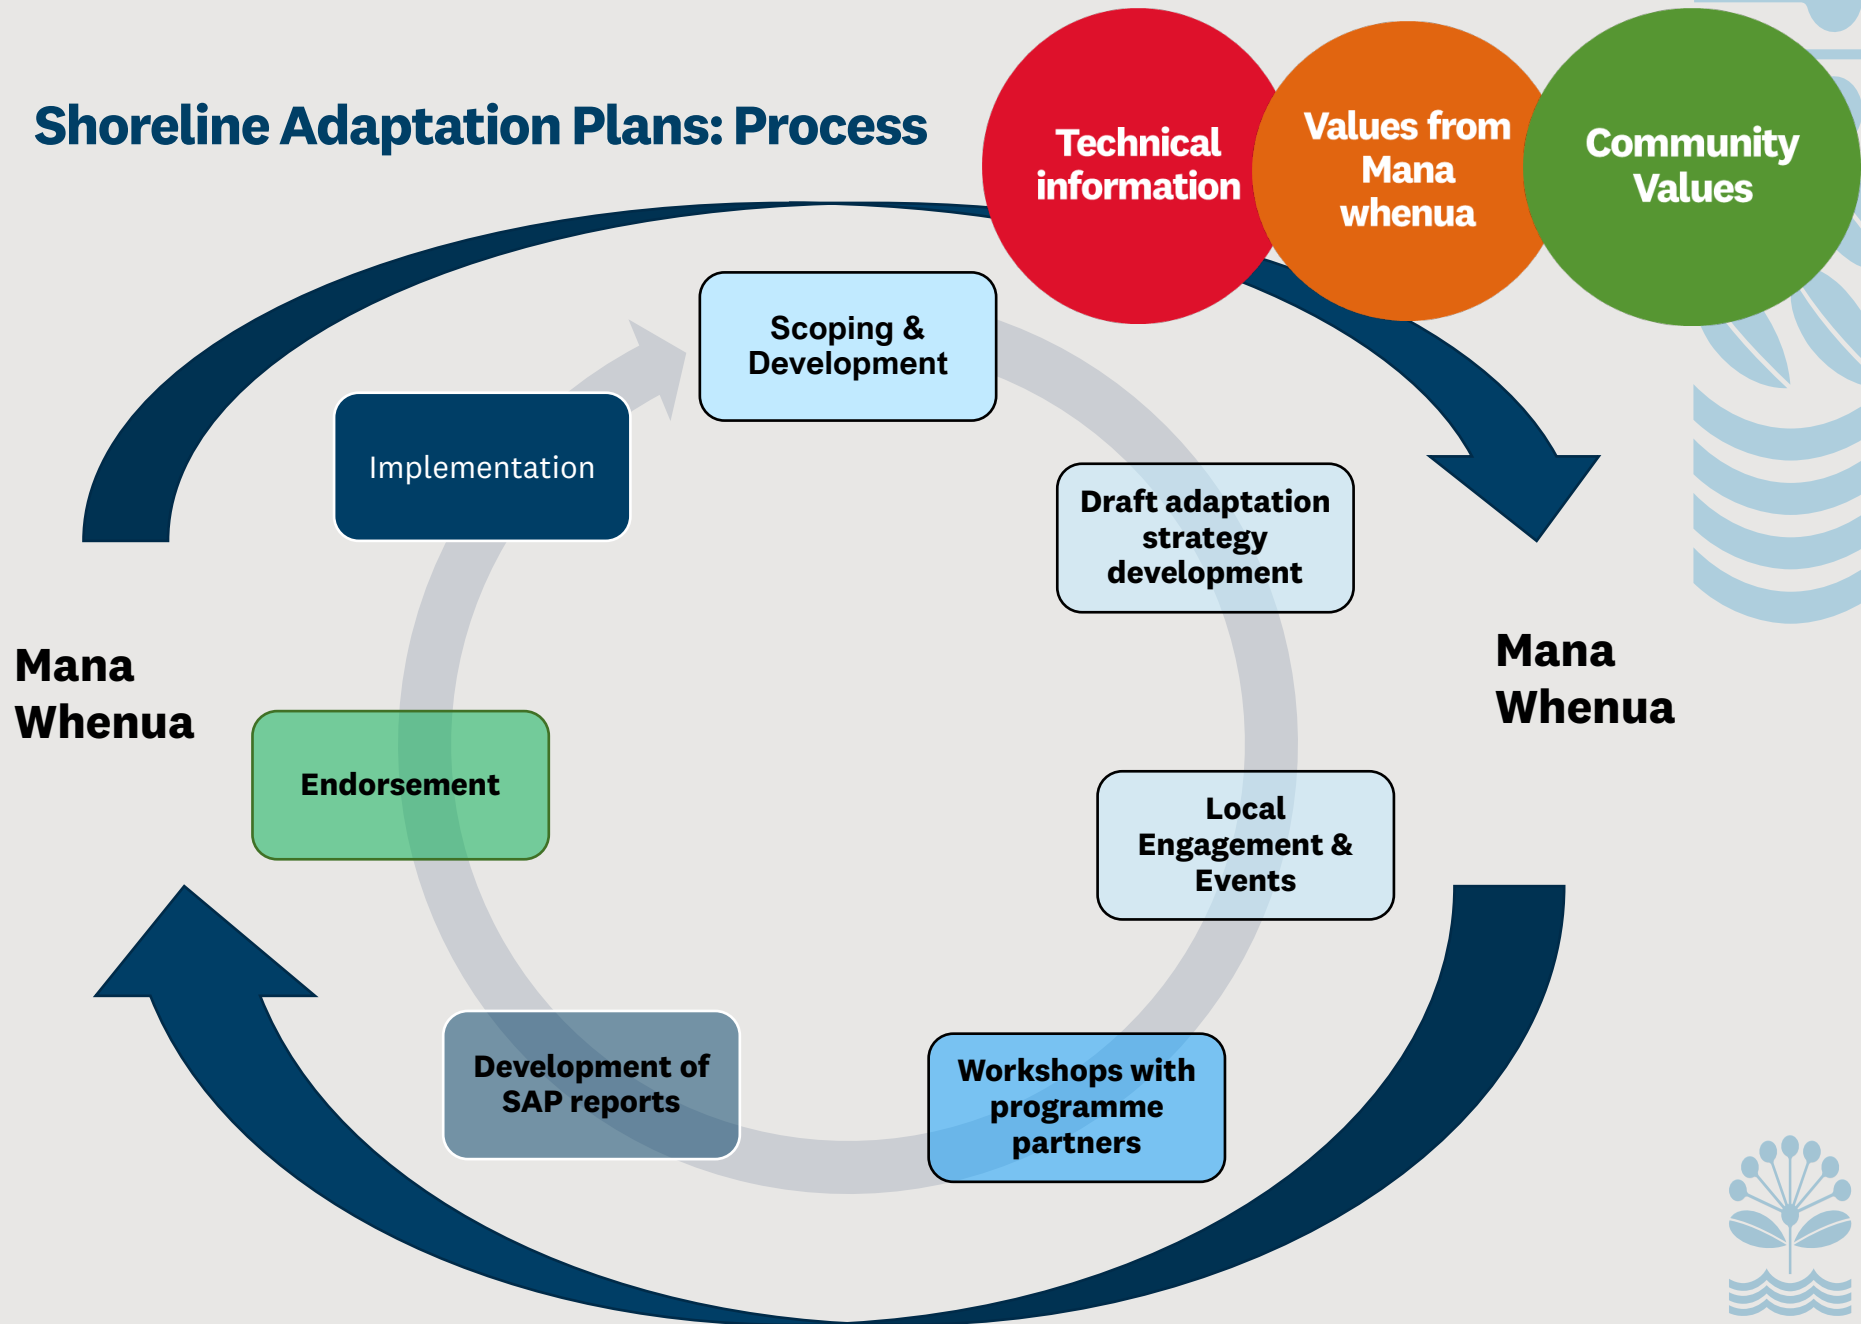 Shoreline Adaptation Plans: Process
Technical
information
Values from
Mana
whenua
Community
Values
Scoping &
Development
Draft adaptation
strategy
development
Local
Engagement &
Events
Workshops with
programme
partners
Development of
SAP reports
Endorsement
Implementation
Mana
Whenua
Mana
Whenua